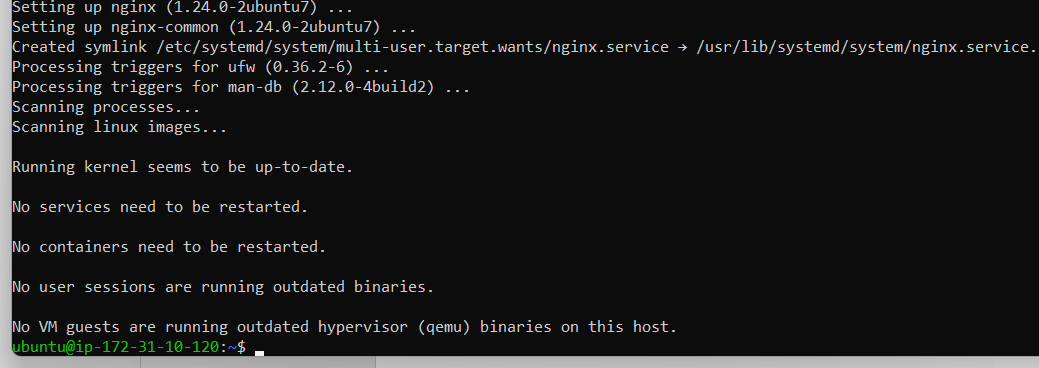 Setting up nginx (1.24.0-2ubuntu7) ...
Setting up nginx-common (1.24.0-2ubuntu7) ...
Created symlink /etc/systemd/system/multi-user.target.wants/nginx.service → /usr/lib/systemd/system/nginx.service.
Processing triggers for ufw (0.36.2-6) ...
Processing triggers for man-db (2.12.0-4build2) ...
Scanning processes...
Scanning linux images...
Running kernel seems to be up-to-date.
No services need to be restarted.
No containers need to be restarted.
No user sessions are running outdated binaries.
No VM guests are running outdated hypervisor (qemu) binaries on this host.
ubuntu@ip-172-31-10-120:~$